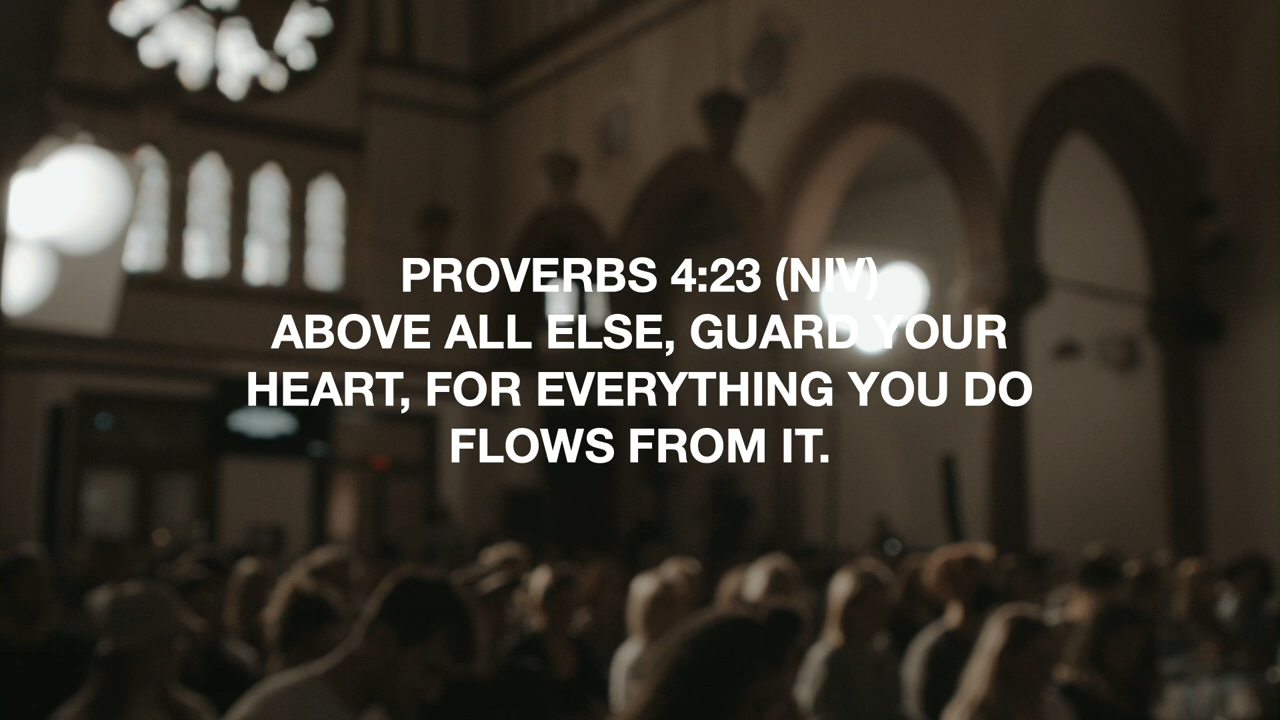 PROVERBS 4:23 (NIV)
ABOVE ALL ELSE, GUARD YOUR
HEART, FOR EVERYTHING YOU DO
FLOWS FROM IT.